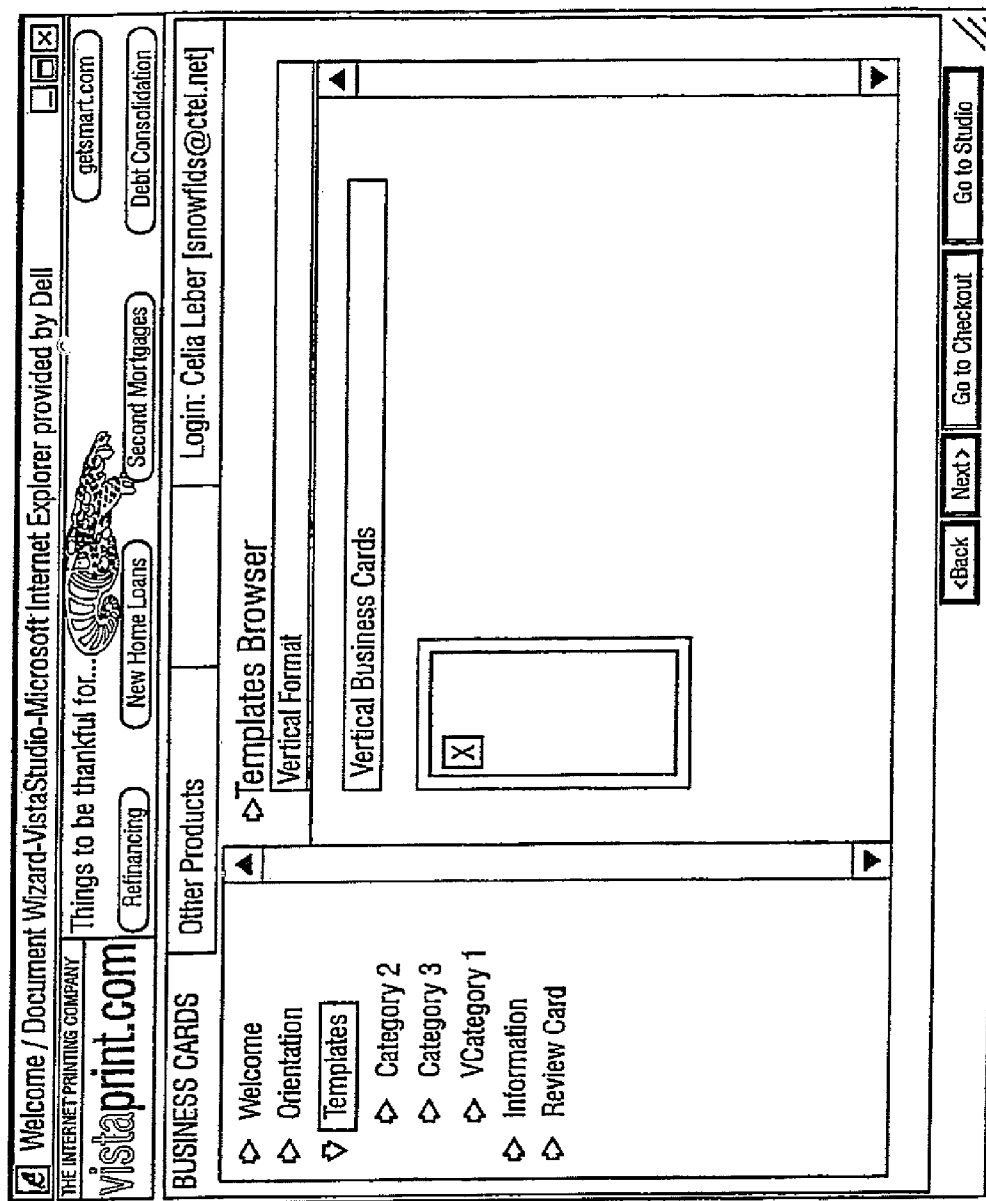 Welcome / Document Wizard-VistaStudio-Microsoft Internet Explorer provided by Dell
THE INTERNET PRINTING COMPANY
vistaprint.com
Things to be thankful for...
getsmart.com
Refinancing
New Home Loans
Second Mortgages
Debt Consolidation
BUSINESS CARDS
Other Products
Login: Celia Leber [snowflds@ctel.net]
Welcome
Orientation
Templates
Category 2
Category 3
VCategory 1
Information
Review Card
Templates Browser
Vertical Format
Vertical Business Cards
X
<Back
Next>
Go to Checkout
Go to Studio